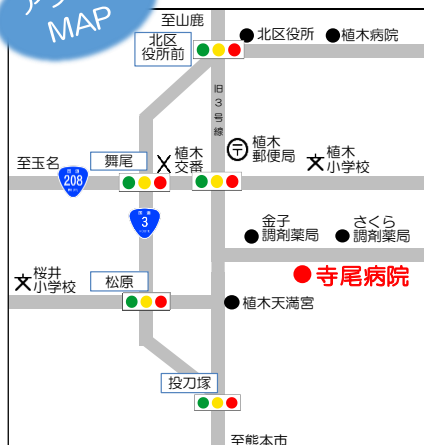 MAP
至山鹿
北区
役所前
北区役所
植木病院
旧3号線
至玉名
舞尾
植木
交番
植木
郵便局
植木
小学校
208
3
金子
調剤薬局
さくら
調剤薬局
桜井
小学校
松原
寺尾病院
植木天満宮
投刀塚
至熊本市